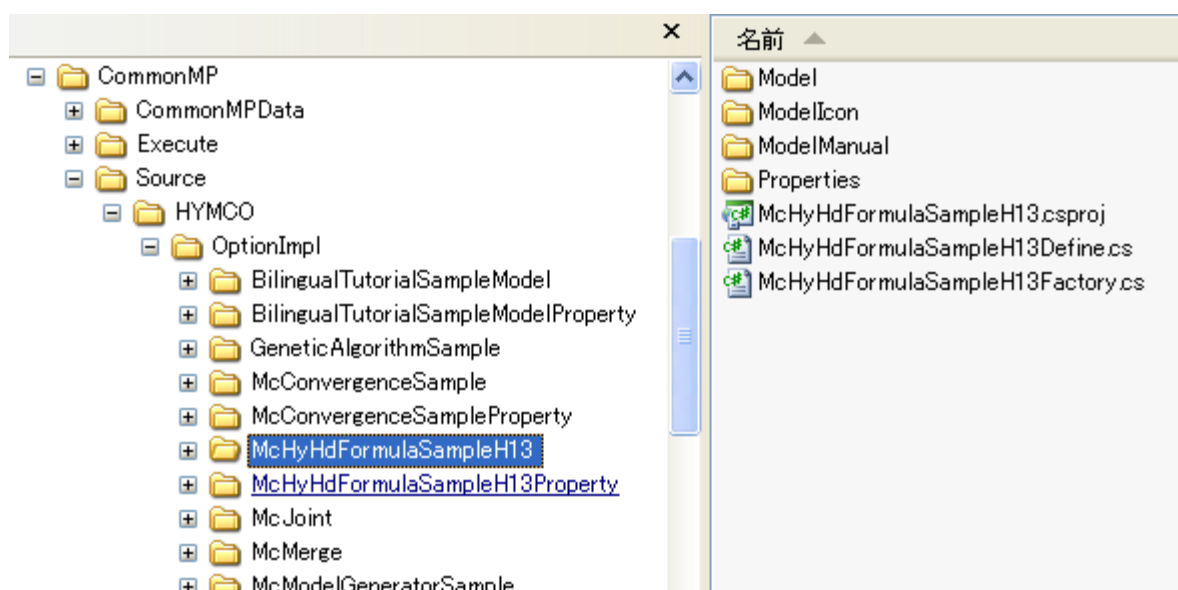 CommonMP
CommonMPData
Execute
Source
HYMCO
OptionImpl
BilingualTutorialSampleModel
BilingualTutorialSampleModelProperty
GeneticAlgorithmSample
McConvergenceSample
McConvergenceSampleProperty
McHyHdFormulaSampleH13
McHyHdFormulaSampleH13Property
McJoint
McMerge
McModelGeneratorSample
名前
Model
ModelIcon
ModelManual
Properties
McHyHdFormulaSampleH13.csproj
McHyHdFormulaSampleH13Define.cs
McHyHdFormulaSampleH13Factory.cs